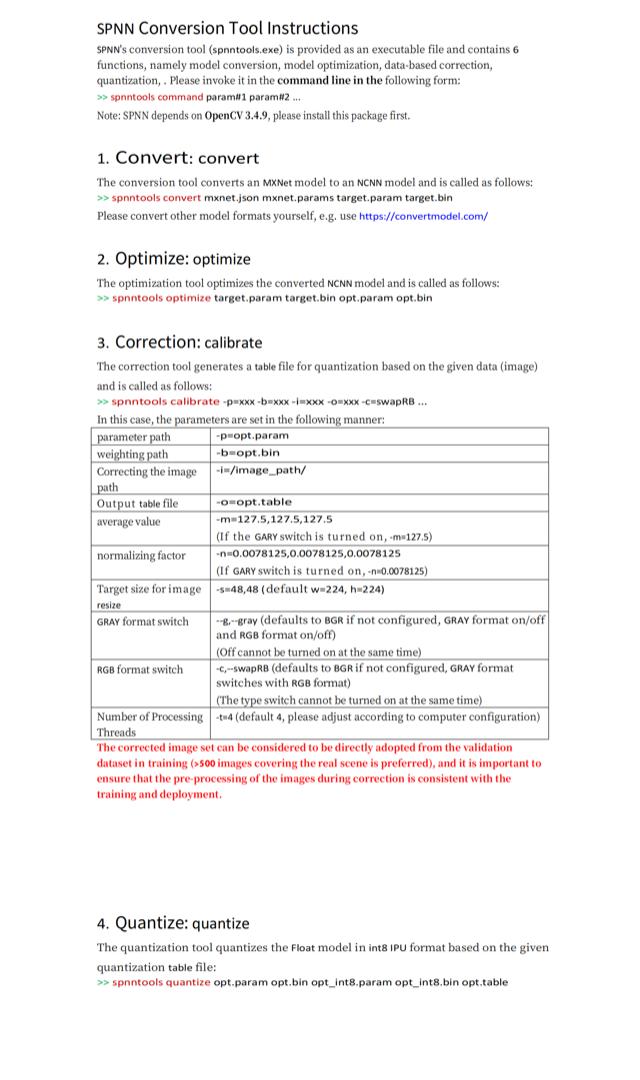 SPNN Conversion Tool Instructions
SPNN's conversion tool (spnntools.exe) is provided as an executable file and contains 6
functions, namely model conversion, model optimization, data-based correction,
quantization, . Please invoke it in the command line in the following form:
>> spnntools command param#1 param#2 ...
Note: SPNN depends on OpenCV 3.4.9, please install this package first.
1. Convert: convert
The conversion tool converts an MXNet model to an NCNN model and is called as follows:
>> spnntools convert mxnet.json mxnet.params target.param target.bin
Please convert other model formats yourself, e.g. use https://convertmodel.com/
2. Optimize: optimize
The optimization tool optimizes the converted NCNN model and is called as follows:
>> spnntools optimize target.param target.bin opt.param opt.bin
3. Correction: calibrate
The correction tool generates a table file for quantization based on the given data (image)
and is called as follows:
>> spnntools calibrate -p=xxx -b=xxx -i=xxx -o=xxx -c=swapRB ...
In this case, the parameters are set in the following manner:
parameter path -p=opt.param
weighting path -b=opt.bin
Correcting the image -i=/image_path/
path
Output table file -o=opt.table
average value -m=127.5,127.5,127.5
(If the GARY switch is turned on, -m=127.5)
normalizing factor -n=0.0078125,0.0078125,0.0078125
(If GARY switch is turned on, -n=0.0078125)
Target size for image -s=48,48 (default w=224, h=224)
resize
GRAY format switch --g,--gray (defaults to BGR if not configured, GRAY format on/off
and RGB format on/off)
(Off cannot be turned on at the same time)
RGB format switch -c,--swapRB (defaults to BGR if not configured, GRAY format
switches with RGB format)
(The type switch cannot be turned on at the same time)
Number of Processing -t=4 (default 4, please adjust according to computer configuration)
Threads
The corrected image set can be considered to be directly adopted from the validation
dataset in training (>500 images covering the real scene is preferred), and it is important to
ensure that the pre-processing of the images during correction is consistent with the
training and deployment.
4. Quantize: quantize
The quantization tool quantizes the Float model in int8 IPU format based on the given
quantization table file:
>> spnntools quantize opt.param opt.bin opt_int8.param opt_int8.bin opt.table